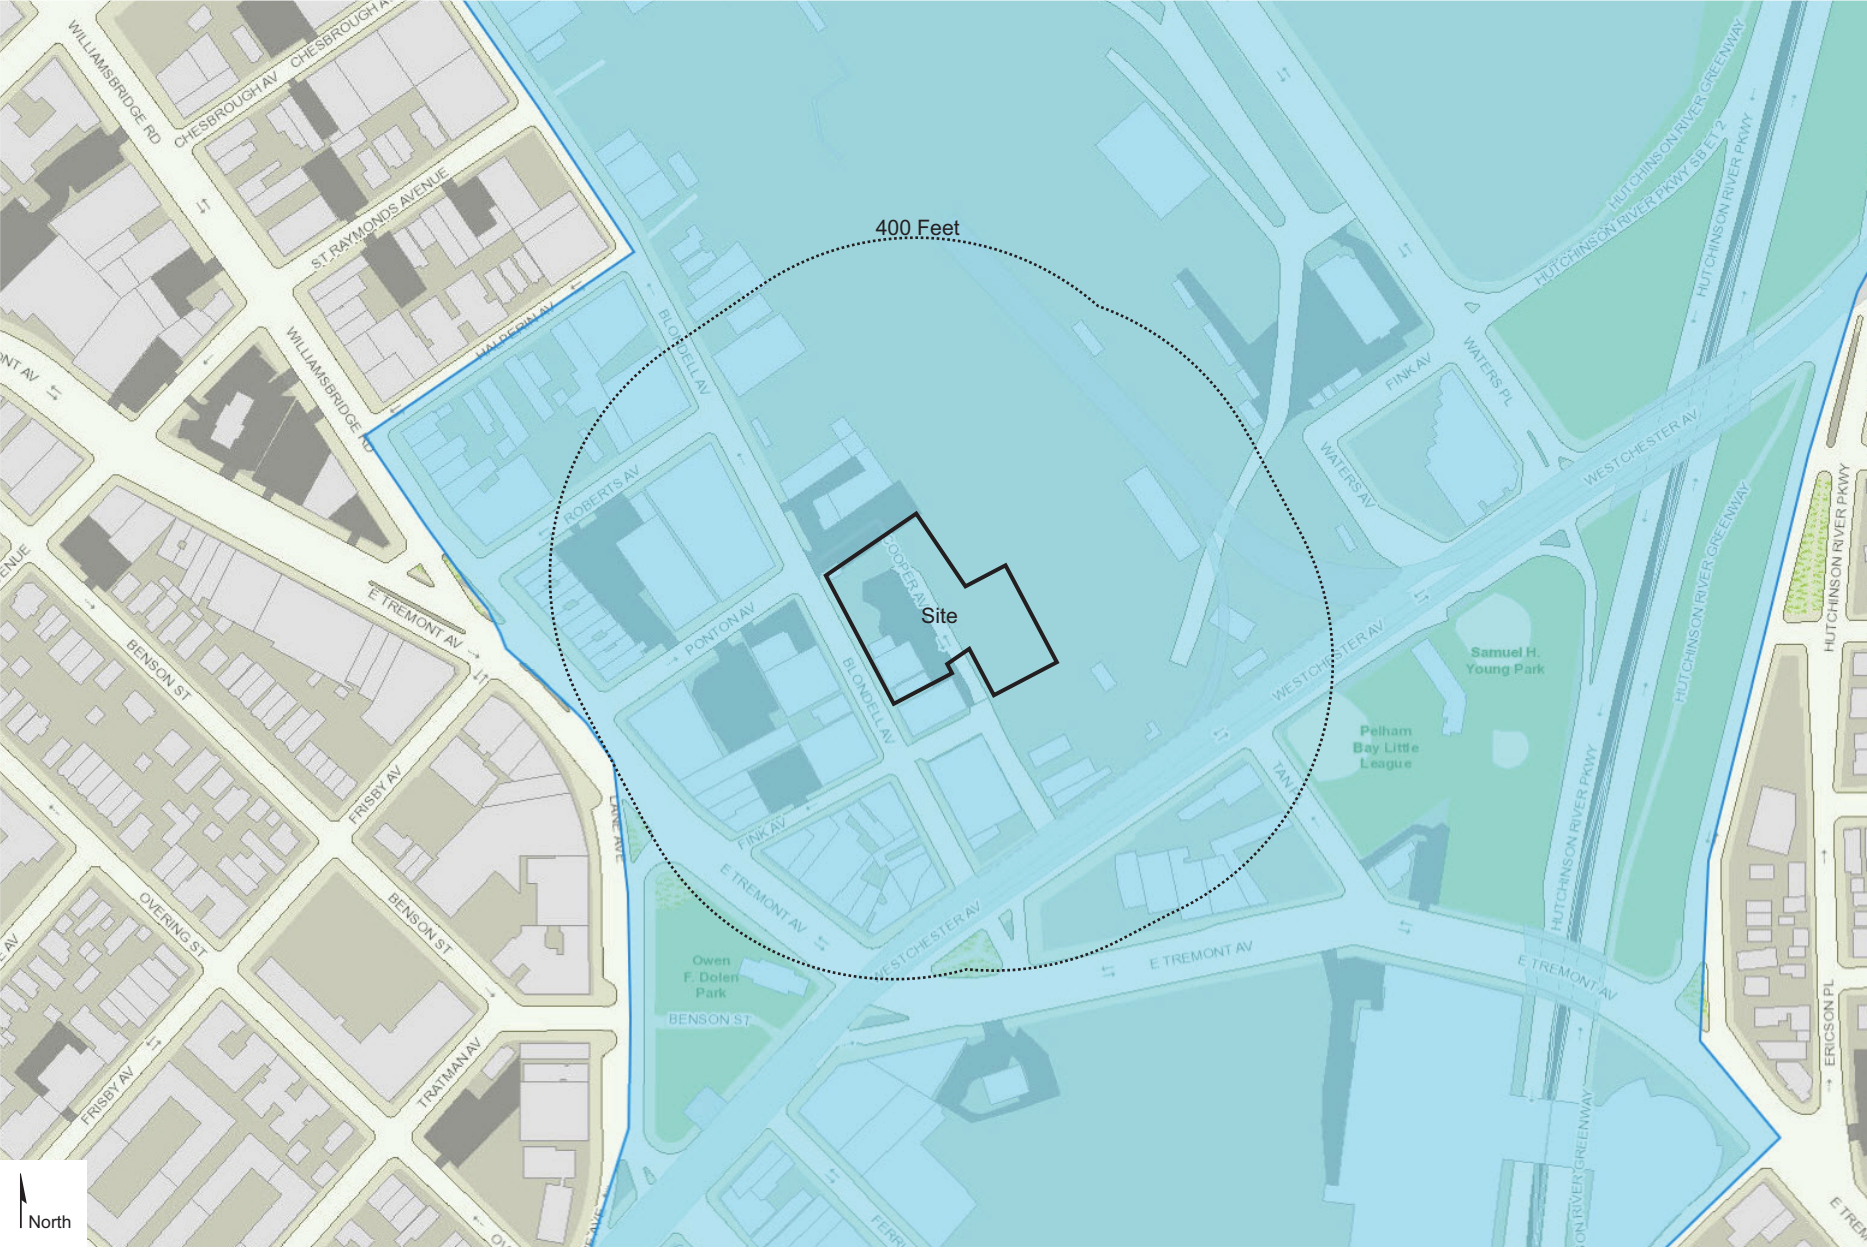 WILLIAMSBRIDGE RD
CHESBROUGH AV
CHESBROUGH AV
ST RAYMONDS AVENUE
HUTCHINSON RIVER GREENWAY
HUTCHINSON RIVER PKWY SB ET 2
HUTCHINSON RIVER PKWY
400 Feet
HALPERIN AV
BLONDELL AV
WILLIAMSBRIDGE RD
WATERS PL
FINK AV
WATERS AV
WESTCHESTER AV
ROBERTS AV
COOPER AV
Site
PONTON AV
BLONDELL AV
E TREMONT AV
BENSON ST
HUTCHINSON RIVER GREENWAY
HUTCHINSON RIVER PKWY
WESTCHESTER AV
Samuel H.
Young Park
Pelham
Bay Little
League
HUTCHINSON RIVER PKWY
FRISBY AV
LANE AVE
FINK AV
E TREMONT AV
OVERING ST
BENSON ST
WESTCHESTER AV
E TREMONT AV
E TREMONT AV
Owen
F. Dolen
Park
BENSON ST
ERICSON PL
TRATMAN AV
FRISBY AV
North